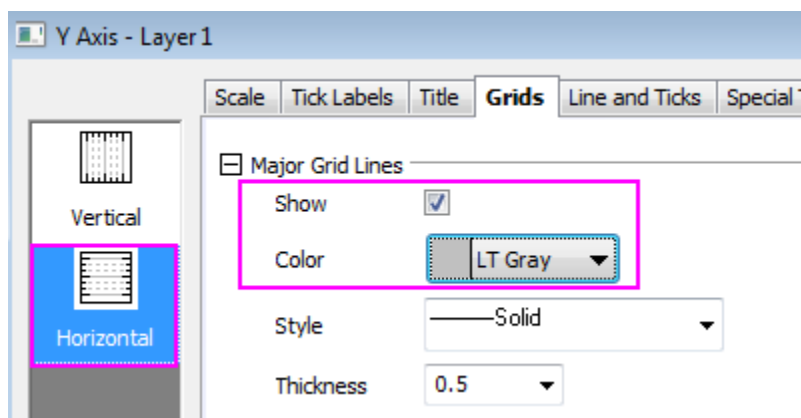 Y Axis - Layer 1
Scale Tick Labels Title Grids Line and Ticks Special
Vertical
Horizontal
Major Grid Lines
Show
Color LT Gray
Style Solid
Thickness 0.5